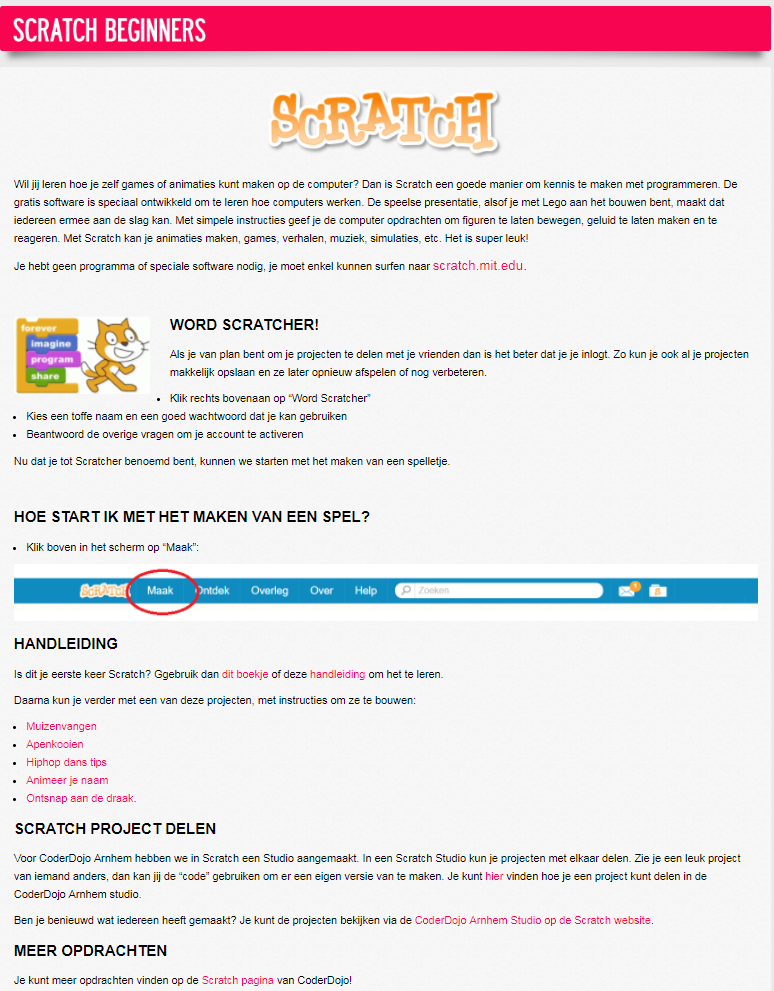 SCRATCH BEGINNERS
SCRATCH
Wil jij leren hoe je zelf games of animaties kunt maken op de computer? Dan is Scratch een goede manier om kennis te maken met programmeren. De
gratis software is speciaal ontwikkeld om te leren hoe computers werken. De speelse presentatie, alsof je met Lego aan het bouwen bent, maakt dat
iedereen ermee aan de slag kan. Met simpele instructies geef je de computer opdrachten om figuren te laten bewegen, geluid te laten maken en te
reageren. Met Scratch kan je animaties maken, games, verhalen, muziek, simulaties, etc. Het is super leuk!
Je hebt geen programma of speciale software nodig, je moet enkel kunnen surfen naar scratch.mit.edu.
forever
imagine
program
share
WORD SCRATCHER!
Als je van plan bent om je projecten te delen met je vrienden dan is het beter dat je je inlogt. Zo kun je ook al je projecten
makkelijk opslaan en ze later opnieuw afspelen of nog verbeteren.
• Klik rechts bovenaan op “Word Scratcher”
• Kies een toffe naam en een goed wachtwoord dat je kan gebruiken
• Beantwoord de overige vragen om je account te activeren
Nu dat je tot Scratcher benoemd bent, kunnen we starten met het maken van een spelletje.
HOE START IK MET HET MAKEN VAN EEN SPEL?
• Klik boven in het scherm op “Maak”:
SCRATCH Maak Ontdek Overleg Over Help Zoeken
HANDLEIDING
Is dit je eerste keer Scratch? Ggebruik dan dit boekje of deze handleiding om het te leren.
Daarna kun je verder met een van deze projecten, met instructies om ze te bouwen:
• Muizenvangen
• Apenkooien
• Hiphop dans tips
• Animeer je naam
• Ontsnap aan de draak.
SCRATCH PROJECT DELEN
Voor CoderDojo Arnhem hebben we in Scratch een Studio aangemaakt. In een Scratch Studio kun je projecten met elkaar delen. Zie je een leuk project
van iemand anders, dan kan jij de “code” gebruiken om er een eigen versie van te maken. Je kunt hier vinden hoe je een project kunt delen in de
CoderDojo Arnhem studio.
Ben je benieuwd wat iedereen heeft gemaakt? Je kunt de projecten bekijken via de CoderDojo Arnhem Studio op de Scratch website.
MEER OPDRACHTEN
Je kunt meer opdrachten vinden op de Scratch pagina van CoderDojo!